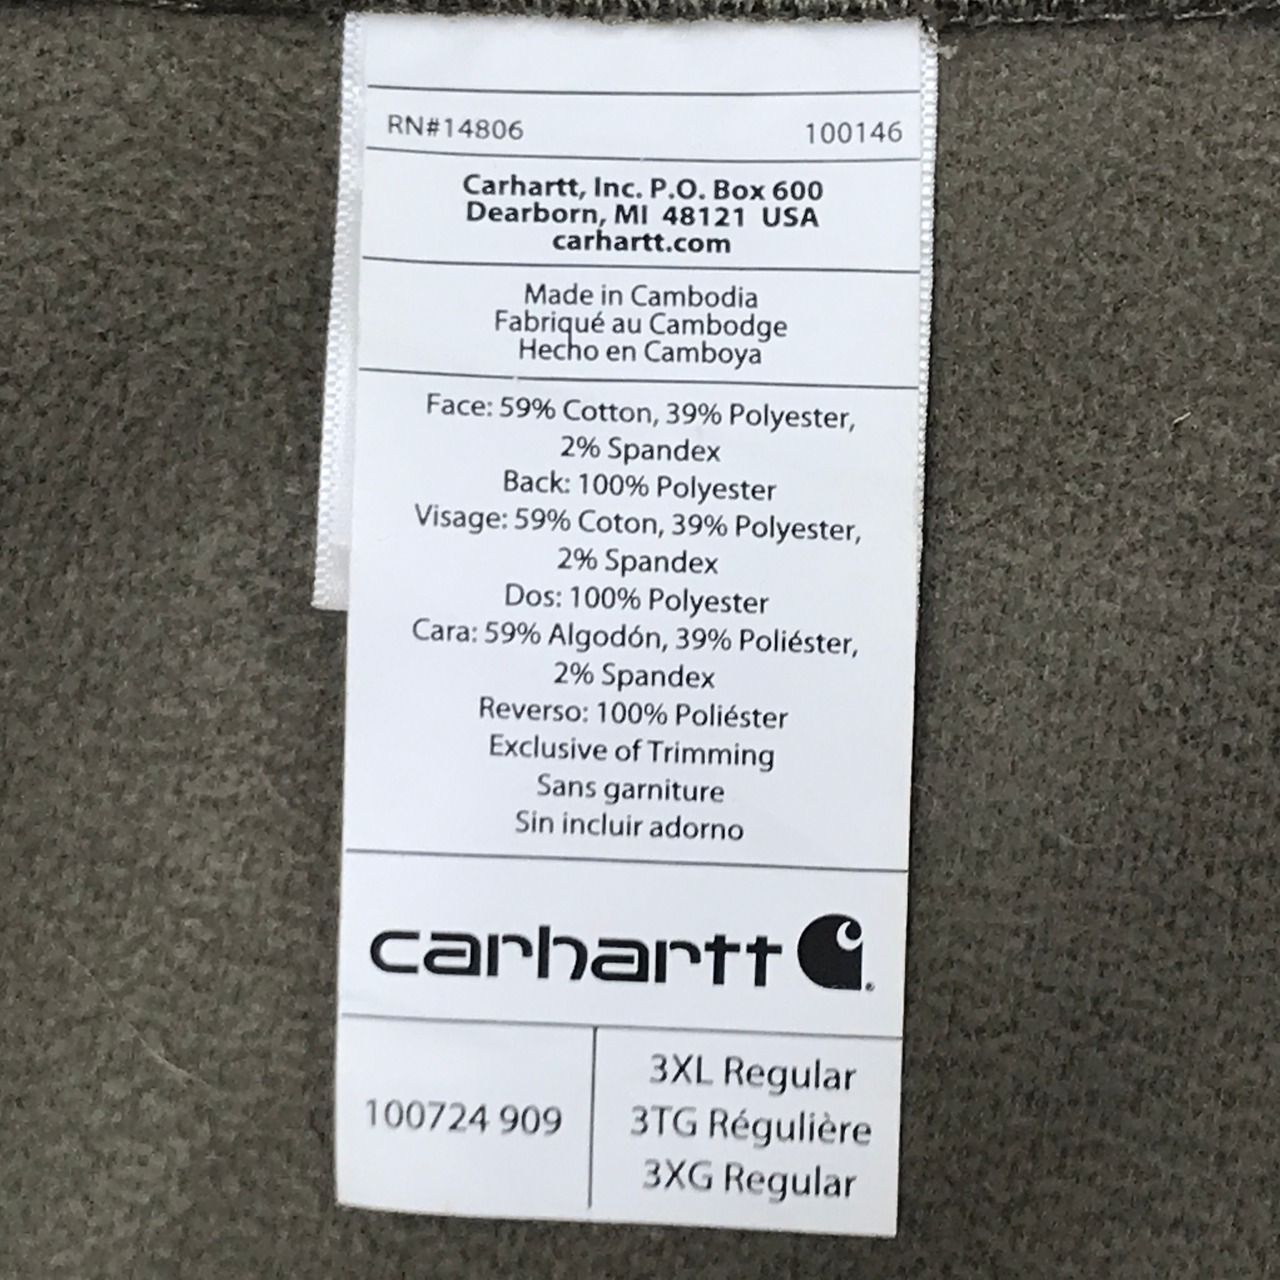 RN#14806 100146
Carhartt, Inc. P.O. Box 600
Dearborn, MI 48121 USA
carhartt.com
Made in Cambodia
Fabriqué au Cambodge
Hecho en Camboya
Face: 59% Cotton, 39% Polyester,
2% Spandex
Back: 100% Polyester
Visage: 59% Coton, 39% Polyester,
2% Spandex
Dos: 100% Polyester
Cara: 59% Algodón, 39% Poliéster,
2% Spandex
Reverso: 100% Poliéster
Exclusive of Trimming
Sans garniture
Sin incluir adorno
carhartt
100724 909
3XL Regular
3TG Régulière
3XG Regular